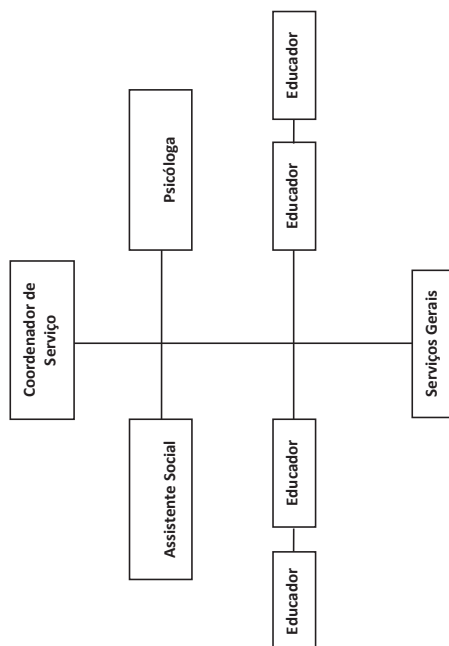 Coordenador de
Serviço
Assistente Social
Psicóloga
Educador
Educador
Educador
Educador
Serviços Gerais